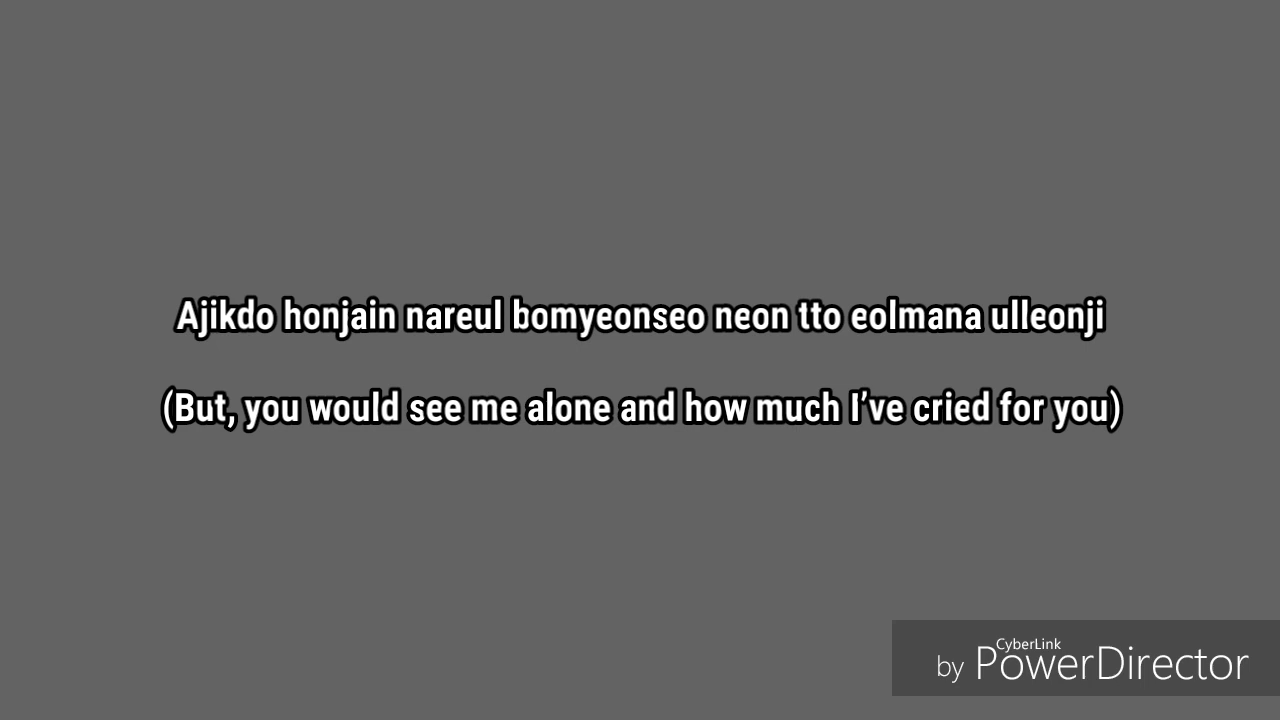 Ajikdo honjain nareul bomyeonseo neon tto eolmana ulleonji
(But, you would see me alone and how much I’ve cried for you)
CyberLink
by PowerDirector